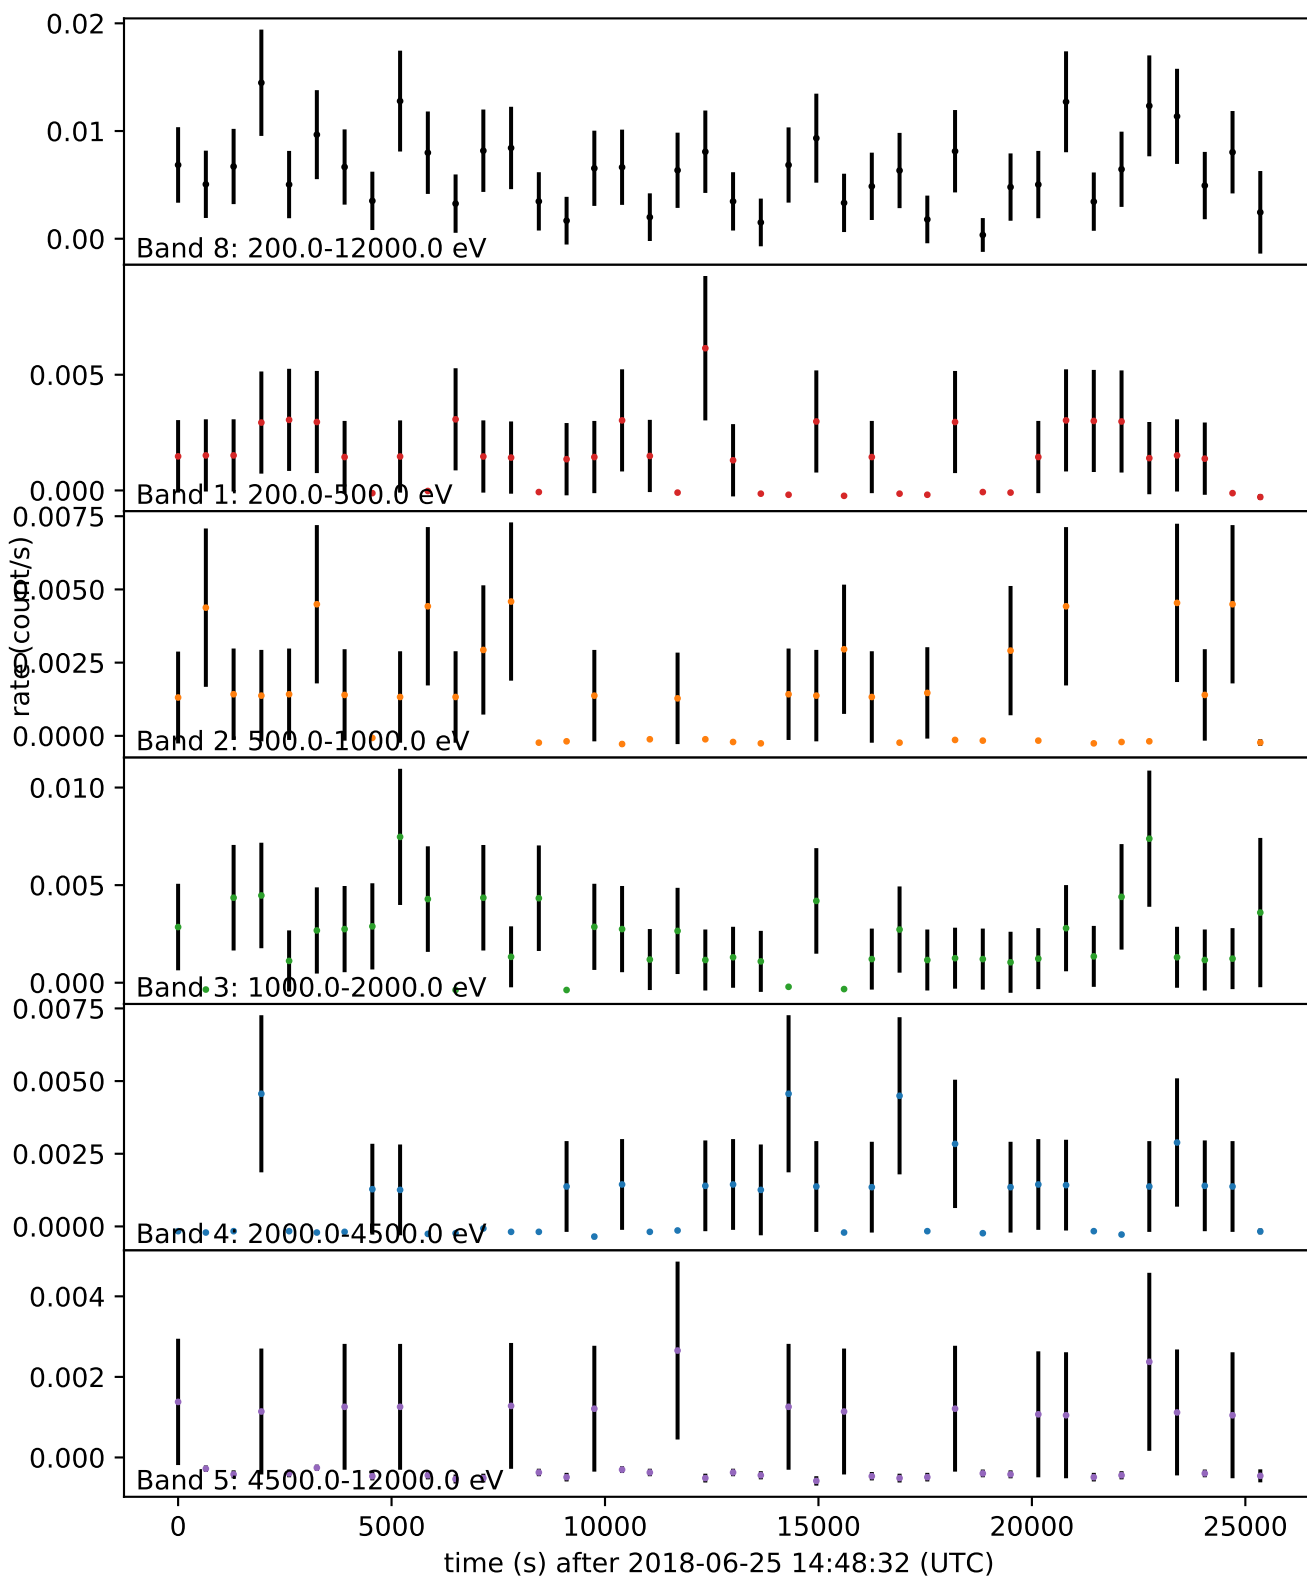 0.02
0.01
0.00
Band 8: 200.0-12000.0 eV
0.005
0.000
Band 1: 200.0-500.0 eV
rate (count/s)
0.0075
0.0050
0.0025
0.0000
Band 2: 500.0-1000.0 eV
0.010
0.005
0.000
Band 3: 1000.0-2000.0 eV
0.0075
0.0050
0.0025
0.0000
Band 4: 2000.0-4500.0 eV
0.004
0.002
0.000
Band 5: 4500.0-12000.0 eV
0 5000 10000 15000 20000 25000
time (s) after 2018-06-25 14:48:32 (UTC)